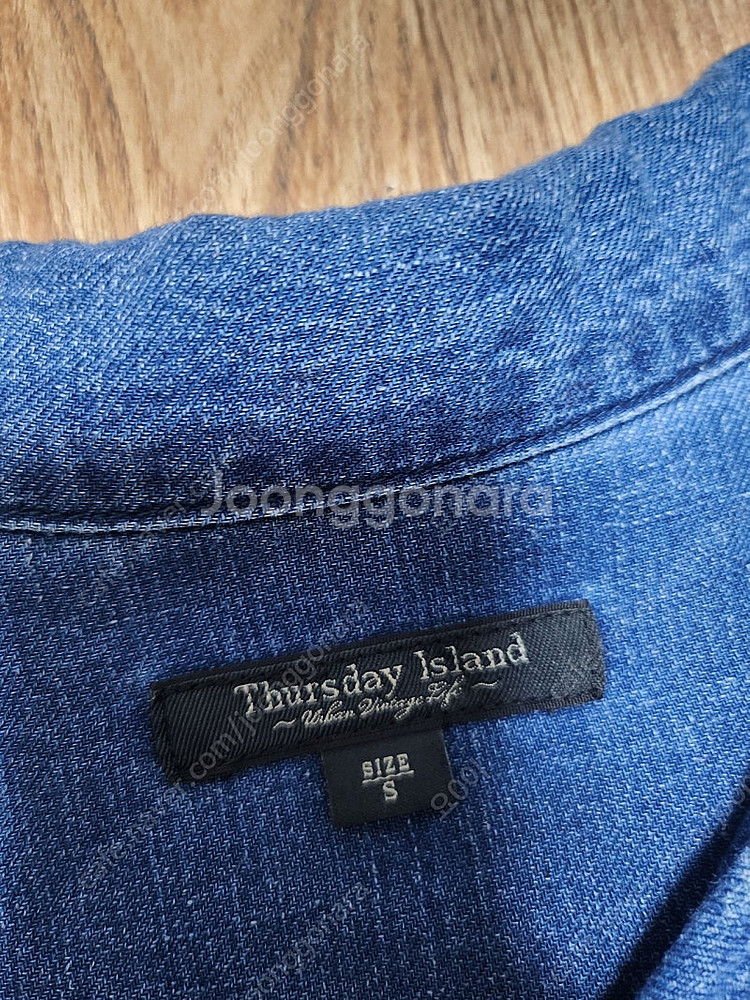 Joonggonara
Thursday Island
~ Urban Vintage Life ~
SIZE
S